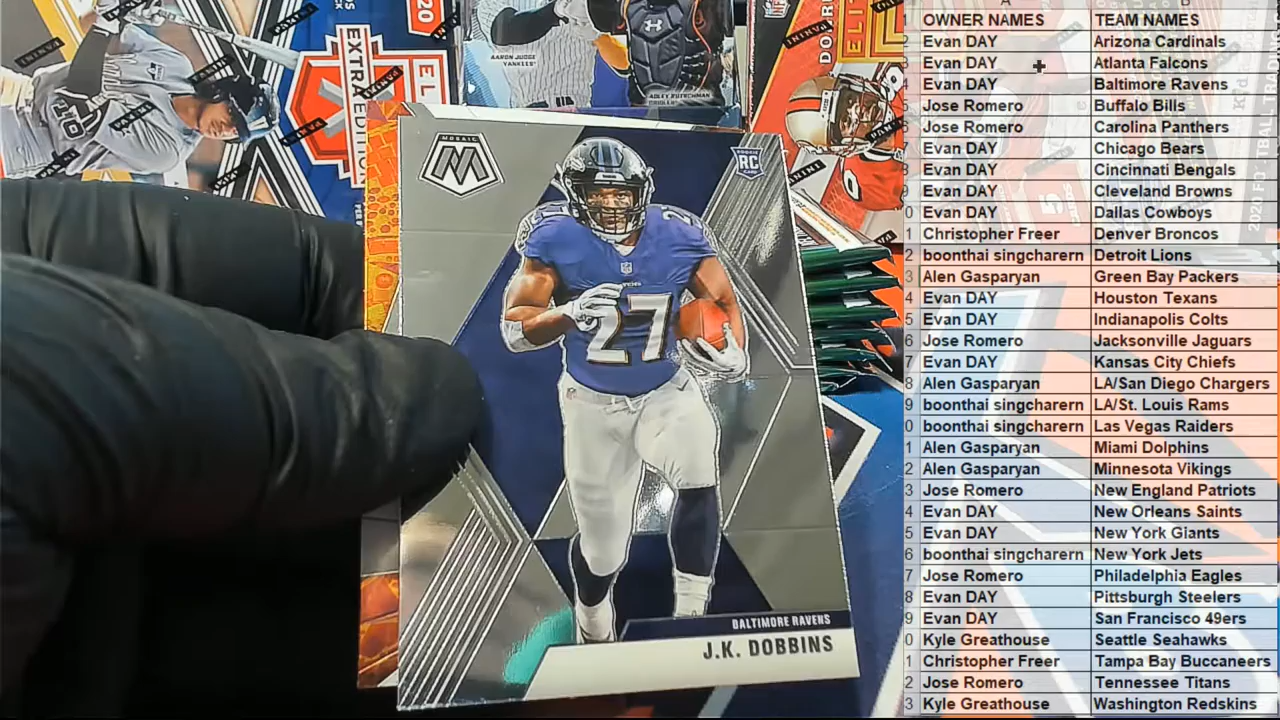 EXTRA EDITION
EL
20
AARON JUDGE
YANKEES
ADLEY RUTSCHMAN
ORIOLES
PANINI
ELIT
MOSAIC
RC
27
BALTIMORE RAVENS
J.K. DOBBINS
OWNER NAMES TEAM NAMES
Evan DAY Arizona Cardinals
Evan DAY Atlanta Falcons
Evan DAY Baltimore Ravens
Jose Romero Buffalo Bills
Jose Romero Carolina Panthers
Evan DAY Chicago Bears
Evan DAY Cincinnati Bengals
Evan DAY Cleveland Browns
Evan DAY Dallas Cowboys
Christopher Freer Denver Broncos
boonthai singcharern Detroit Lions
Alen Gasparyan Green Bay Packers
Evan DAY Houston Texans
Evan DAY Indianapolis Colts
Jose Romero Jacksonville Jaguars
Evan DAY Kansas City Chiefs
Alen Gasparyan LA/San Diego Chargers
boonthai singcharern LA/St. Louis Rams
boonthai singcharern Las Vegas Raiders
Alen Gasparyan Miami Dolphins
Alen Gasparyan Minnesota Vikings
Jose Romero New England Patriots
Evan DAY New Orleans Saints
Evan DAY New York Giants
boonthai singcharern New York Jets
Jose Romero Philadelphia Eagles
Evan DAY Pittsburgh Steelers
Evan DAY San Francisco 49ers
Kyle Greathouse Seattle Seahawks
Christopher Freer Tampa Bay Buccaneers
Jose Romero Tennessee Titans
Kyle Greathouse Washington Redskins